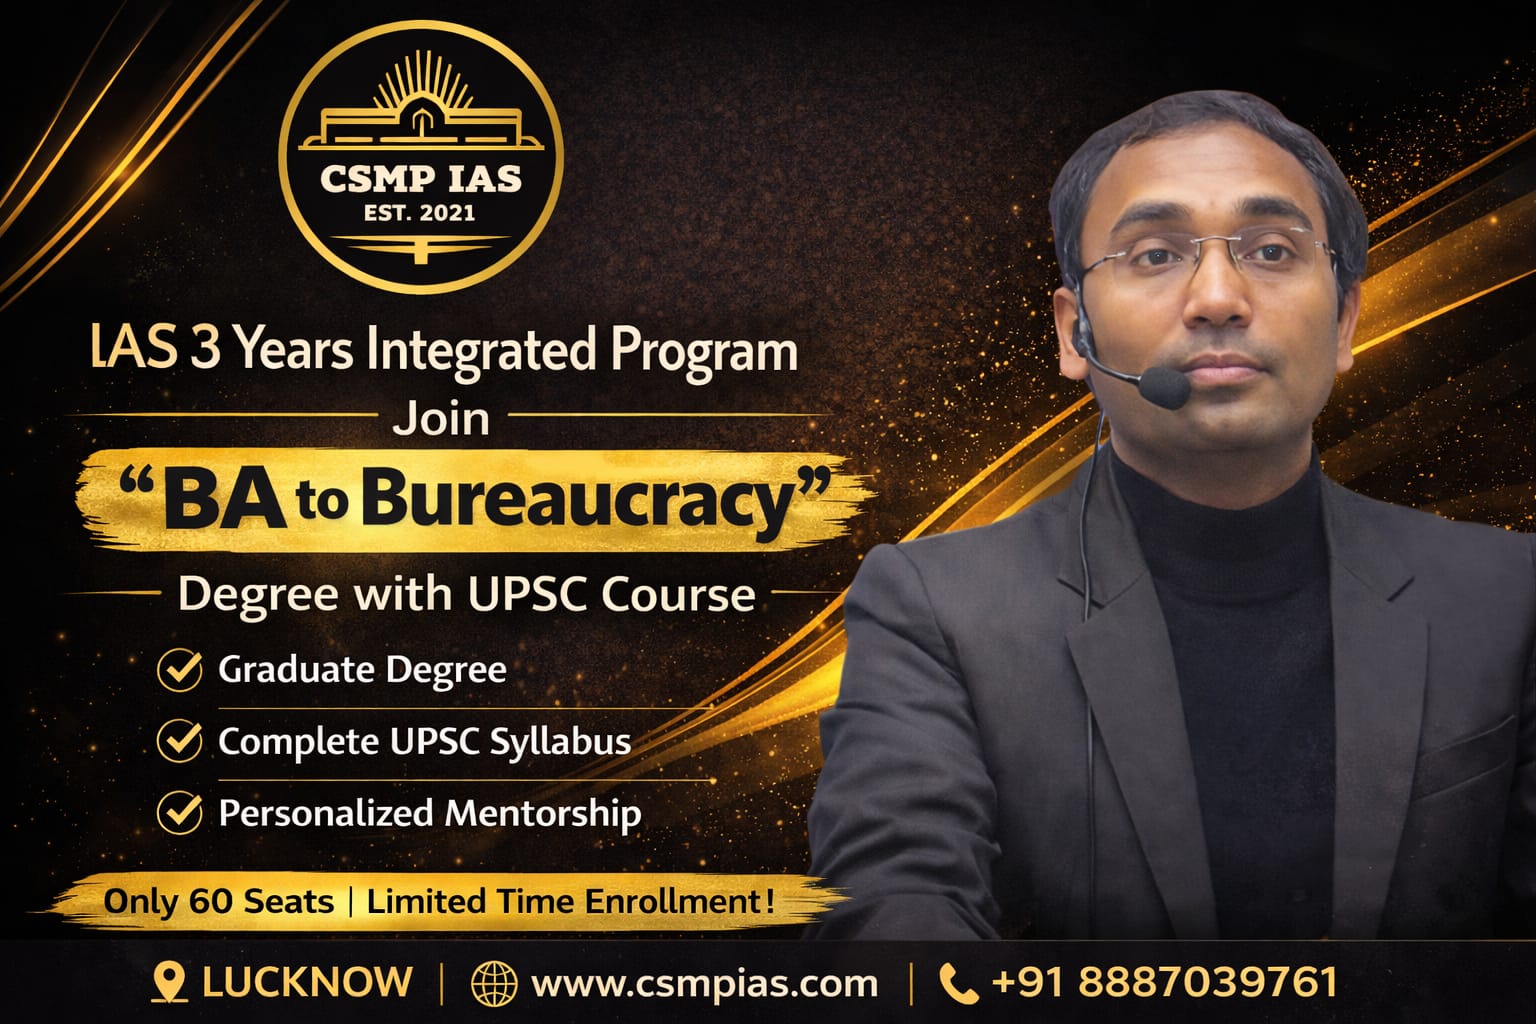 CSMP IAS
EST. 2021
IAS 3 Years Integrated Program
Join
“BA to Bureaucracy”
Degree with UPSC Course
Graduate Degree
Complete UPSC Syllabus
Personalized Mentorship
Only 60 Seats | Limited Time Enrollment!
LUCKNOW | www.csmpias.com | +91 8887039761